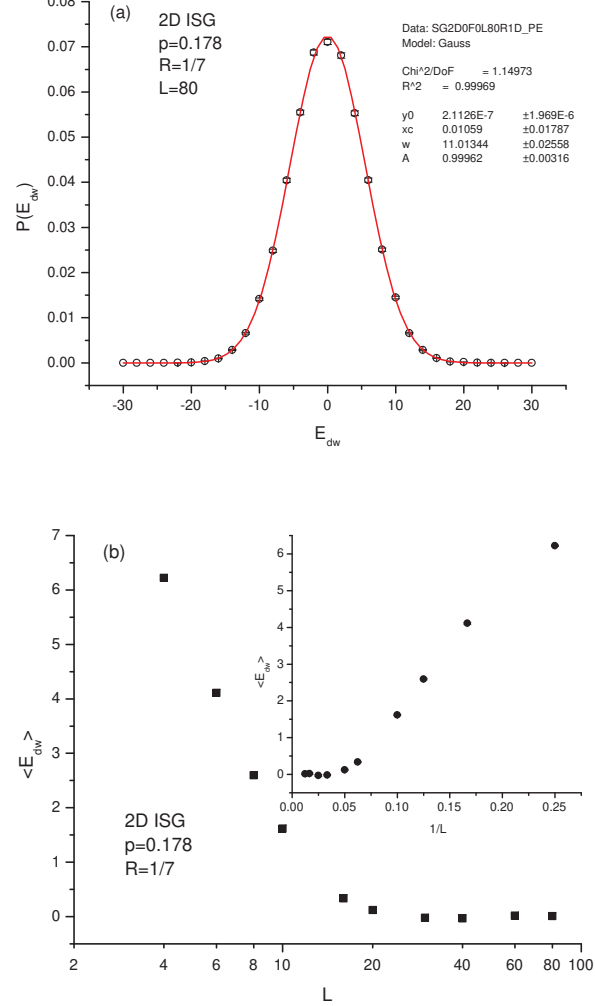 0.08
(a)
2D ISG
p=0.178
R=1/7
L=80
Data: SG2D0F0L80R1D_PE
Model: Gauss
Chi^2/DoF = 1.14973
R^2 = 0.99969
y0 2.1126E-7 ±1.969E-6
xc 0.01059 ±0.01787
w 11.01344 ±0.02558
A 0.99962 ±0.00316
0.07
0.06
0.05
0.04
0.03
0.02
0.01
0.00
P(E_dw)
-30 -20 -10 0 10 20 30
E_dw
(b)
7
6
5
4
3
2
1
0
<E_dw>
2D ISG
p=0.178
R=1/7
2 4 6 8 10 20 40 60 80 100
L
6
5
4
3
2
1
0
<E_dw>
0.00 0.05 0.10 0.15 0.20 0.25
1/L